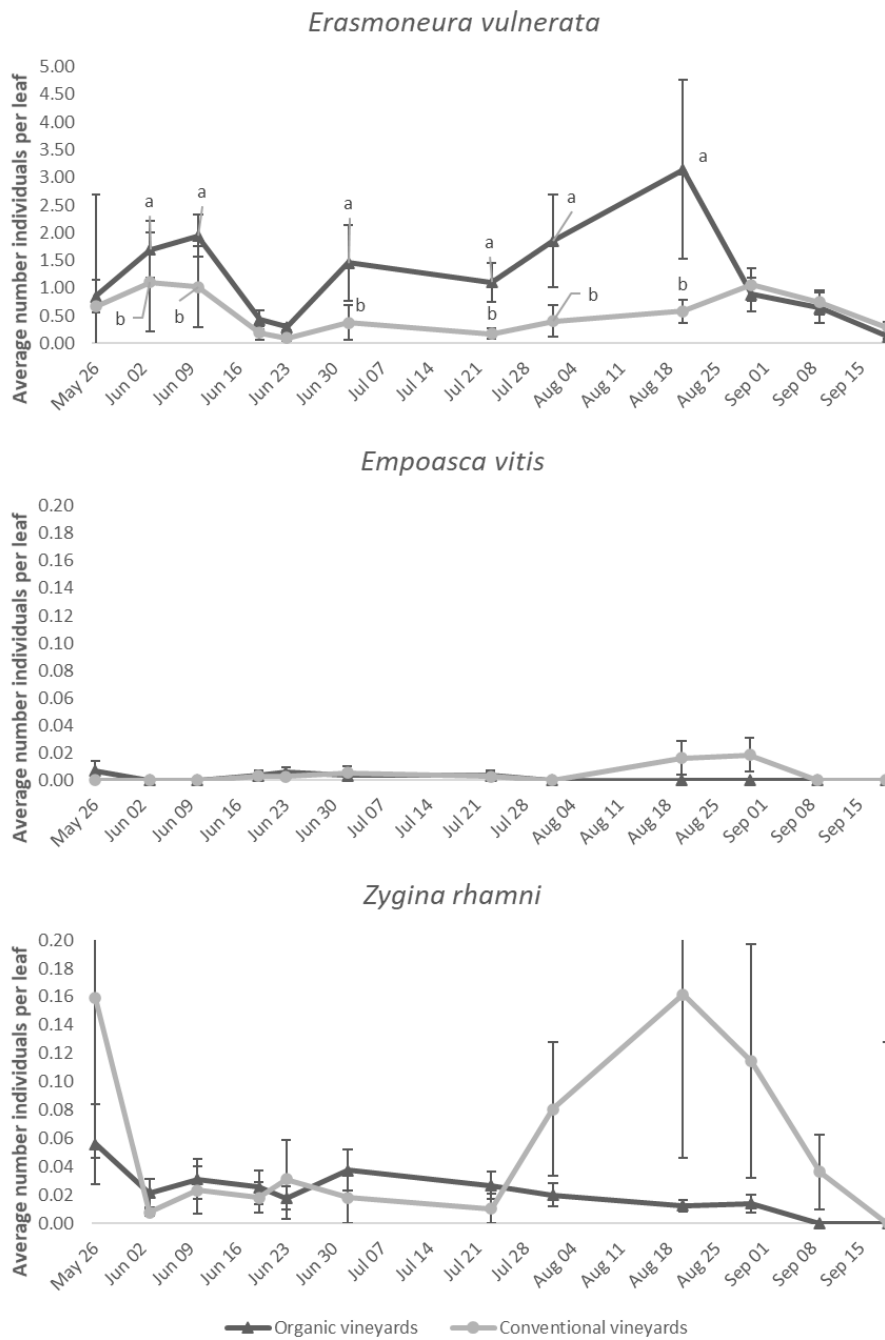 Erasmoneura vulnerata
Average number individuals per leaf
5.00
4.50
4.00
3.50
3.00
2.50
2.00
1.50
1.00
0.50
0.00
a
a
a
a
a
a
b
b
b
b
b
b
May 26
Jun 02
Jun 09
Jun 16
Jun 23
Jun 30
Jul 07
Jul 14
Jul 21
Jul 28
Aug 04
Aug 11
Aug 18
Aug 25
Sep 01
Sep 08
Sep 15
Empoasca vitis
Average number individuals per leaf
0.20
0.18
0.16
0.14
0.12
0.10
0.08
0.06
0.04
0.02
0.00
May 26
Jun 02
Jun 09
Jun 16
Jun 23
Jun 30
Jul 07
Jul 14
Jul 21
Jul 28
Aug 04
Aug 11
Aug 18
Aug 25
Sep 01
Sep 08
Sep 15
Zygina rhamni
Average number individuals per leaf
0.20
0.18
0.16
0.14
0.12
0.10
0.08
0.06
0.04
0.02
0.00
May 26
Jun 02
Jun 09
Jun 16
Jun 23
Jun 30
Jul 07
Jul 14
Jul 21
Jul 28
Aug 04
Aug 11
Aug 18
Aug 25
Sep 01
Sep 08
Sep 15
Organic vineyards Conventional vineyards